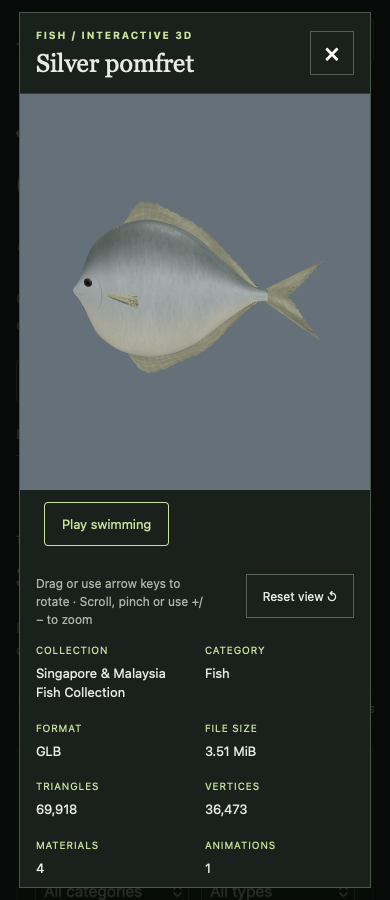 FISH / INTERACTIVE 3D
Silver pomfret
×
Play swimming
Drag or use arrow keys to
rotate · Scroll, pinch or use +/
− to zoom
Reset view ↺
COLLECTION
Singapore & Malaysia
Fish Collection
CATEGORY
Fish
FORMAT
GLB
FILE SIZE
3.51 MiB
TRIANGLES
69,918
VERTICES
36,473
MATERIALS
4
ANIMATIONS
1
All categories
All types